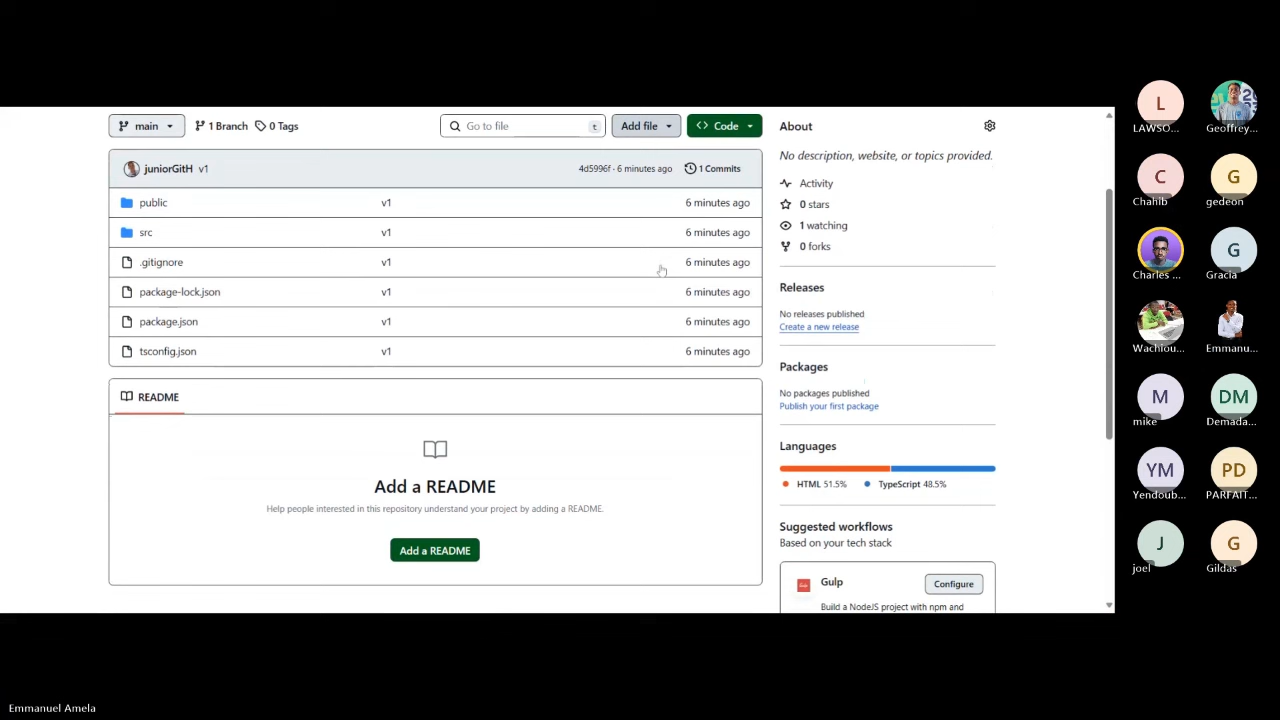 main
1 Branch
0 Tags
Go to file
t
Add file
Code
juniorGitH v1
4d5996f · 6 minutes ago
1 Commits
public v1 6 minutes ago
src v1 6 minutes ago
.gitignore v1 6 minutes ago
package-lock.json v1 6 minutes ago
package.json v1 6 minutes ago
tsconfig.json v1 6 minutes ago
README
Add a README
Help people interested in this repository understand your project by adding a README.
Add a README
About
No description, website, or topics provided.
Activity
0 stars
1 watching
0 forks
Releases
No releases published
Create a new release
Packages
No packages published
Publish your first package
Languages
HTML 51.5% TypeScript 48.5%
Suggested workflows
Based on your tech stack
Gulp
Configure
Build a NodeJS project with npm and
L
LAWSO...
Geoffrey...
C
Chahib
G
gedeon
Charles ...
G
Gracia
Wachiou...
Emmanu...
M
mike
DM
Demada...
YM
Yendoub...
PD
PARFAIT...
J
joel
G
Gildas
Emmanuel Amela